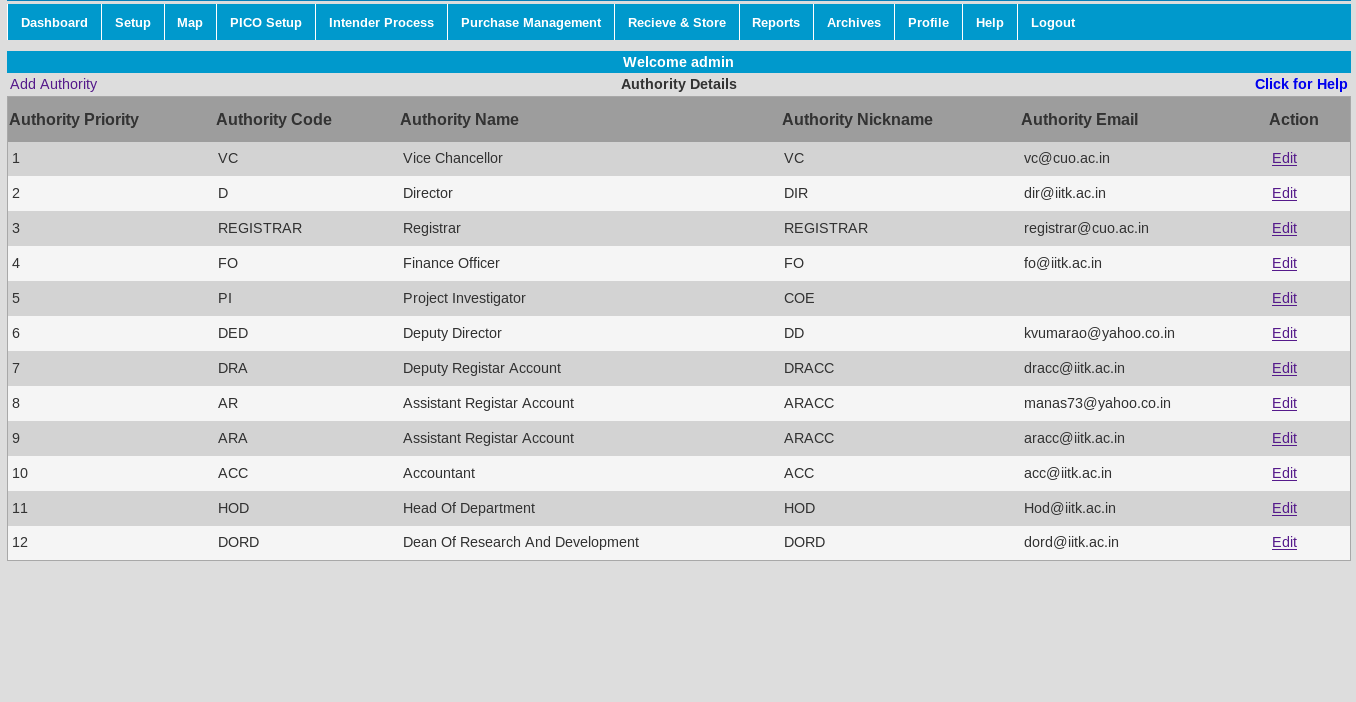 Dashboard Setup Map PICO Setup Intender Process Purchase Management Recieve & Store Reports Archives Profile Help Logout
Welcome admin
Add Authority Authority Details Click for Help
Authority Priority Authority Code Authority Name Authority Nickname Authority Email Action
1 VC Vice Chancellor VC vc@cuo.ac.in Edit
2 D Director DIR dir@iitk.ac.in Edit
3 REGISTRAR Registrar REGISTRAR registrar@cuo.ac.in Edit
4 FO Finance Officer FO fo@iitk.ac.in Edit
5 PI Project Investigator COE Edit
6 DED Deputy Director DD kvumarao@yahoo.co.in Edit
7 DRA Deputy Registar Account DRACC dracc@iitk.ac.in Edit
8 AR Assistant Registar Account ARACC manas73@yahoo.co.in Edit
9 ARA Assistant Registar Account ARACC aracc@iitk.ac.in Edit
10 ACC Accountant ACC acc@iitk.ac.in Edit
11 HOD Head Of Department HOD Hod@iitk.ac.in Edit
12 DORD Dean Of Research And Development DORD dord@iitk.ac.in Edit